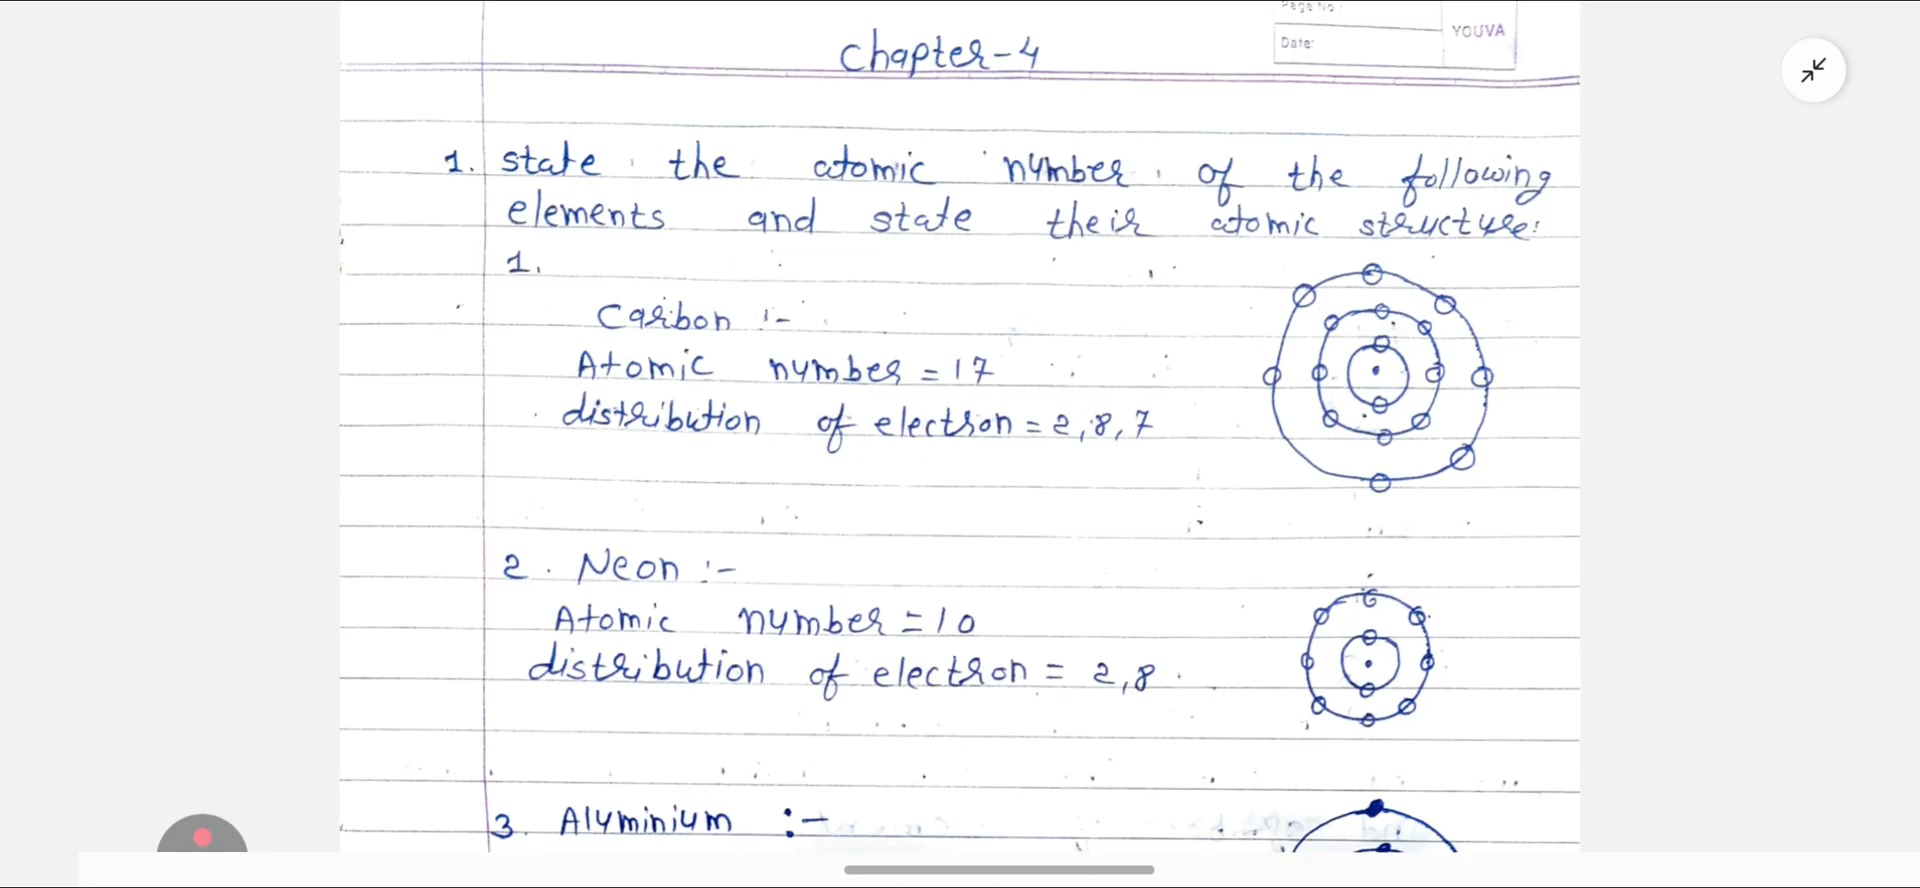 Page No:
YOUVA
Date:
Chapter-4
1. state the atomic number of the following
elements and state their atomic structure:
1.
Carbon :-
Atomic number = 17
distribution of electron = 2,8,7
2. Neon :-
Atomic number = 10
distribution of electron = 2,8
3. Aluminium :-